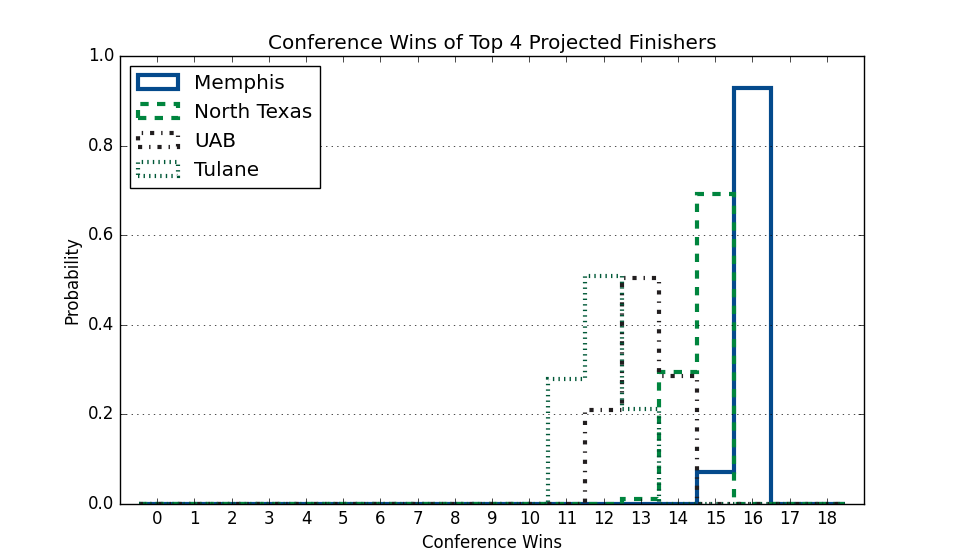 Conference Wins of Top 4 Projected Finishers
1.0
0.8
0.6
0.4
0.2
0.0
Probability
Memphis
North Texas
UAB
Tulane
0 1 2 3 4 5 6 7 8 9 10 11 12 13 14 15 16 17 18
Conference Wins